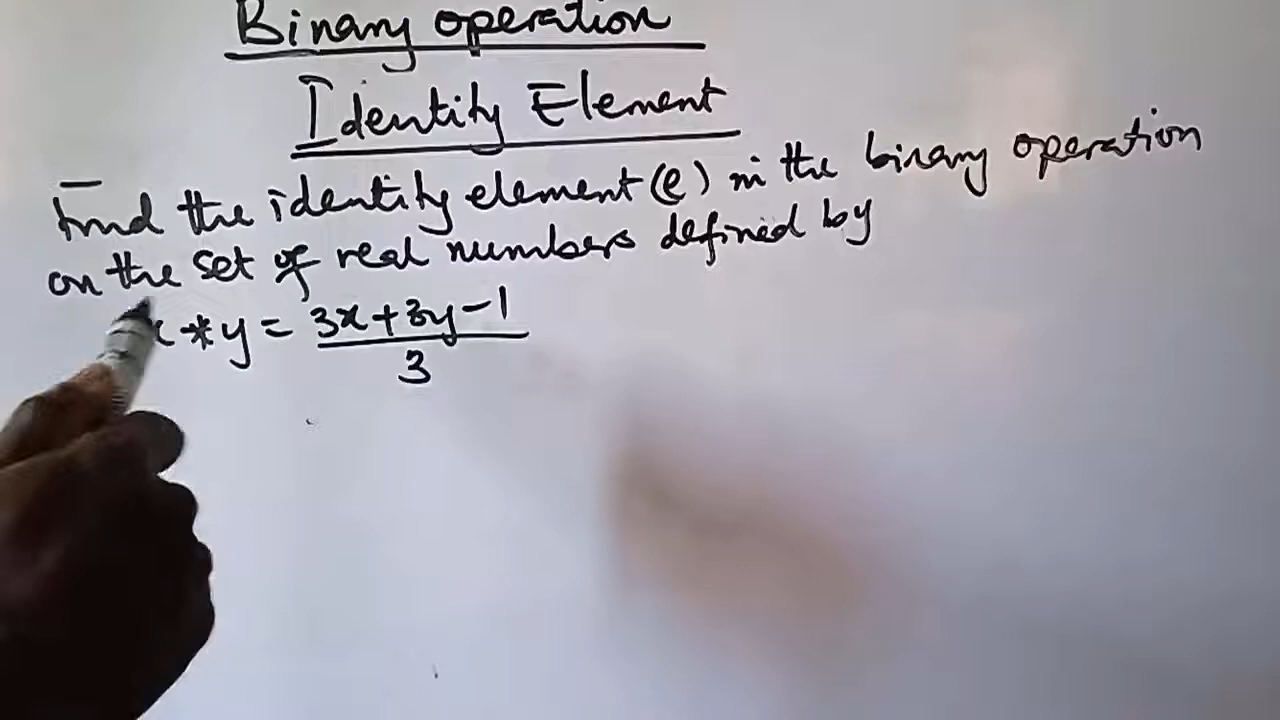 Binary operation
Identity Element
Find the identity element (e) in the binary operation
on the set of real numbers defined by
x * y = 3x+3y-1
3